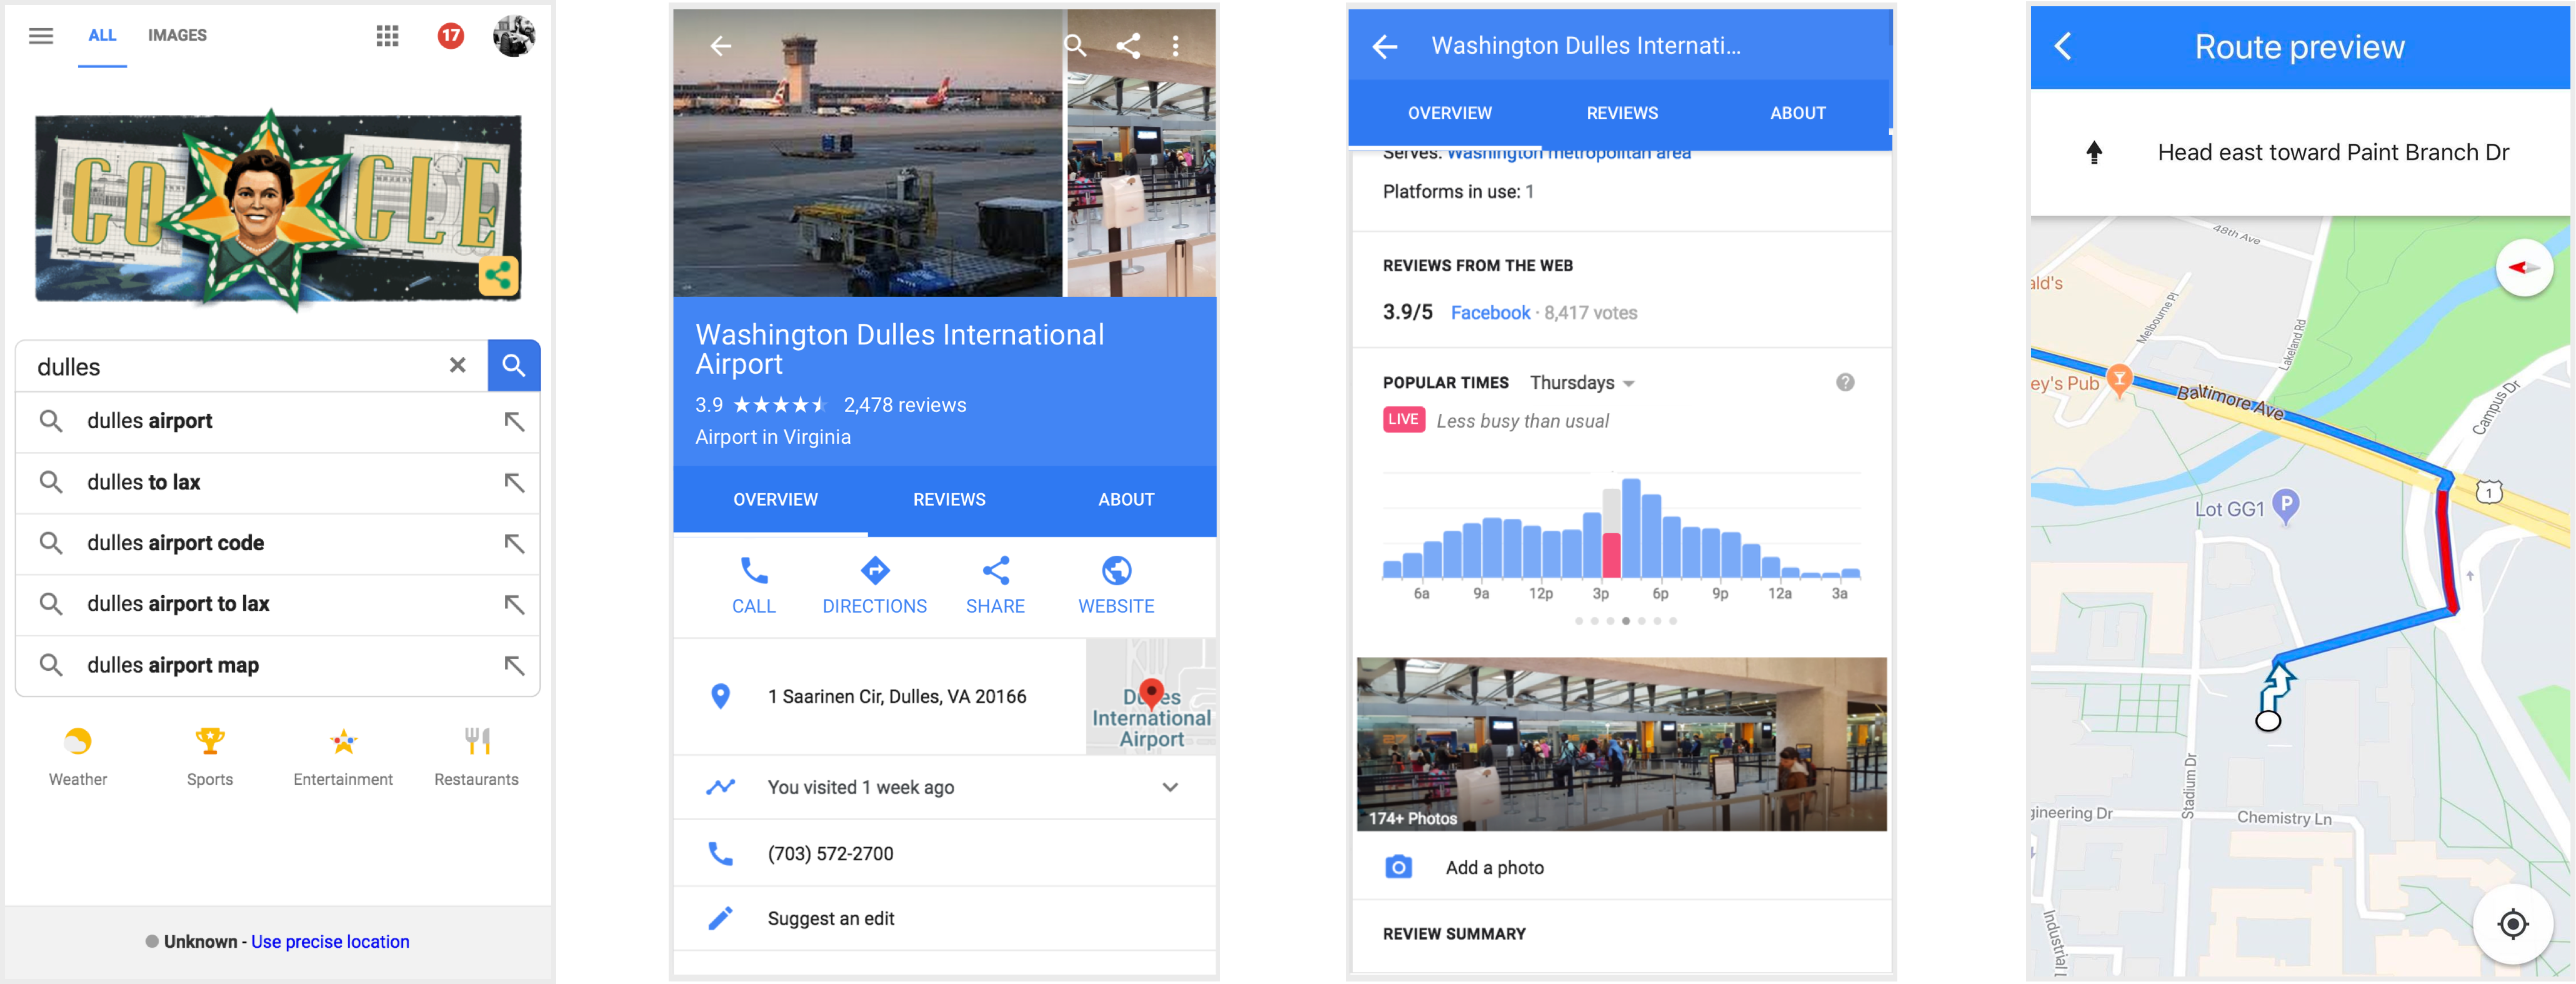 ALL IMAGES 17
GO GLE
dulles
dulles airport
dulles to lax
dulles airport code
dulles airport to lax
dulles airport map
Weather Sports Entertainment Restaurants
Unknown - Use precise location
Washington Dulles International
Airport
3.9 2,478 reviews
Airport in Virginia
OVERVIEW REVIEWS ABOUT
CALL DIRECTIONS SHARE WEBSITE
1 Saarinen Cir, Dulles, VA 20166
Dulles
International
Airport
You visited 1 week ago
(703) 572-2700
Suggest an edit
Washington Dulles Internati...
OVERVIEW REVIEWS ABOUT
Serves: Washington metropolitan area
Platforms in use: 1
REVIEWS FROM THE WEB
3.9/5 Facebook · 8,417 votes
POPULAR TIMES Thursdays ?
LIVE Less busy than usual
6a 9a 12p 3p 6p 9p 12a 3a
174+ Photos
Add a photo
REVIEW SUMMARY
Route preview
Head east toward Paint Branch Dr
48th Ave
ald's
Melbourne Pl
Lakeland Rd
ey's Pub
Baltimore Ave
Campus Dr
1
Lot GG1 P
Stadium Dr
gineering Dr
Chemistry Ln
Industrial L